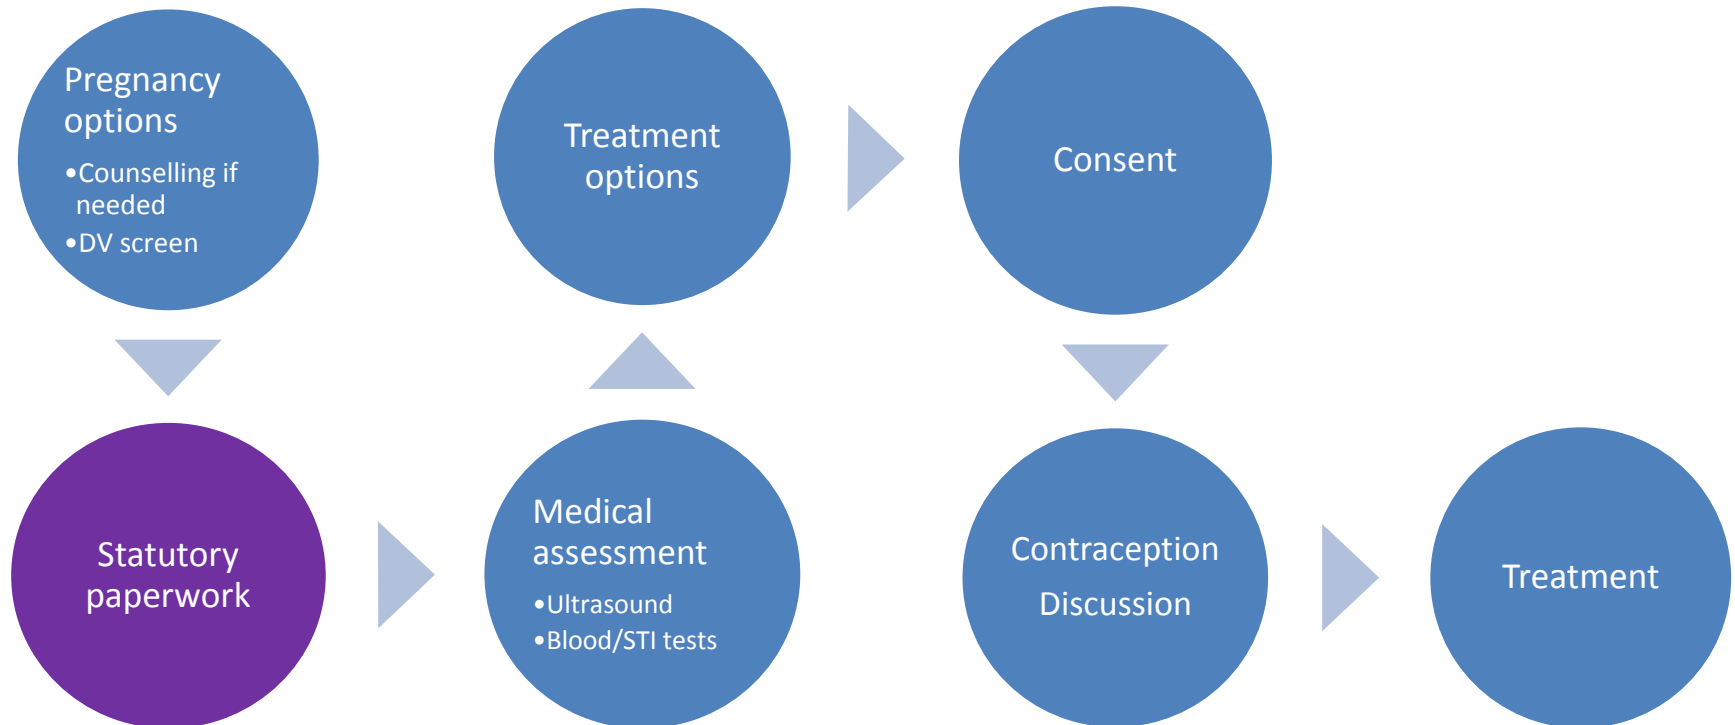 Pregnancy
options
•Counselling if
needed
•DV screen
Statutory
paperwork
Medical
assessment
•Ultrasound
•Blood/STI tests
Treatment
options
Consent
Contraception
Discussion
Treatment